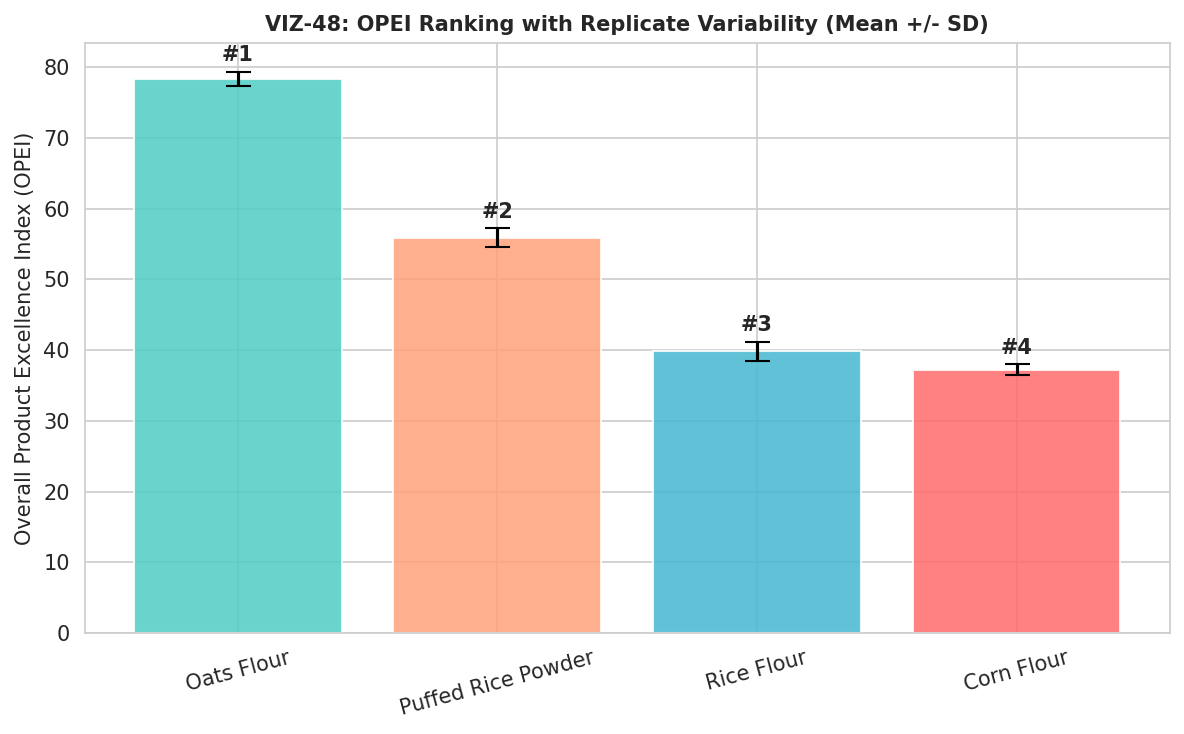 VIZ-48: OPEI Ranking with Replicate Variability (Mean +/- SD)
Overall Product Excellence Index (OPEI)
80
70
60
50
40
30
20
10
0
#1
#2
#3
#4
Oats Flour
Puffed Rice Powder
Rice Flour
Corn Flour